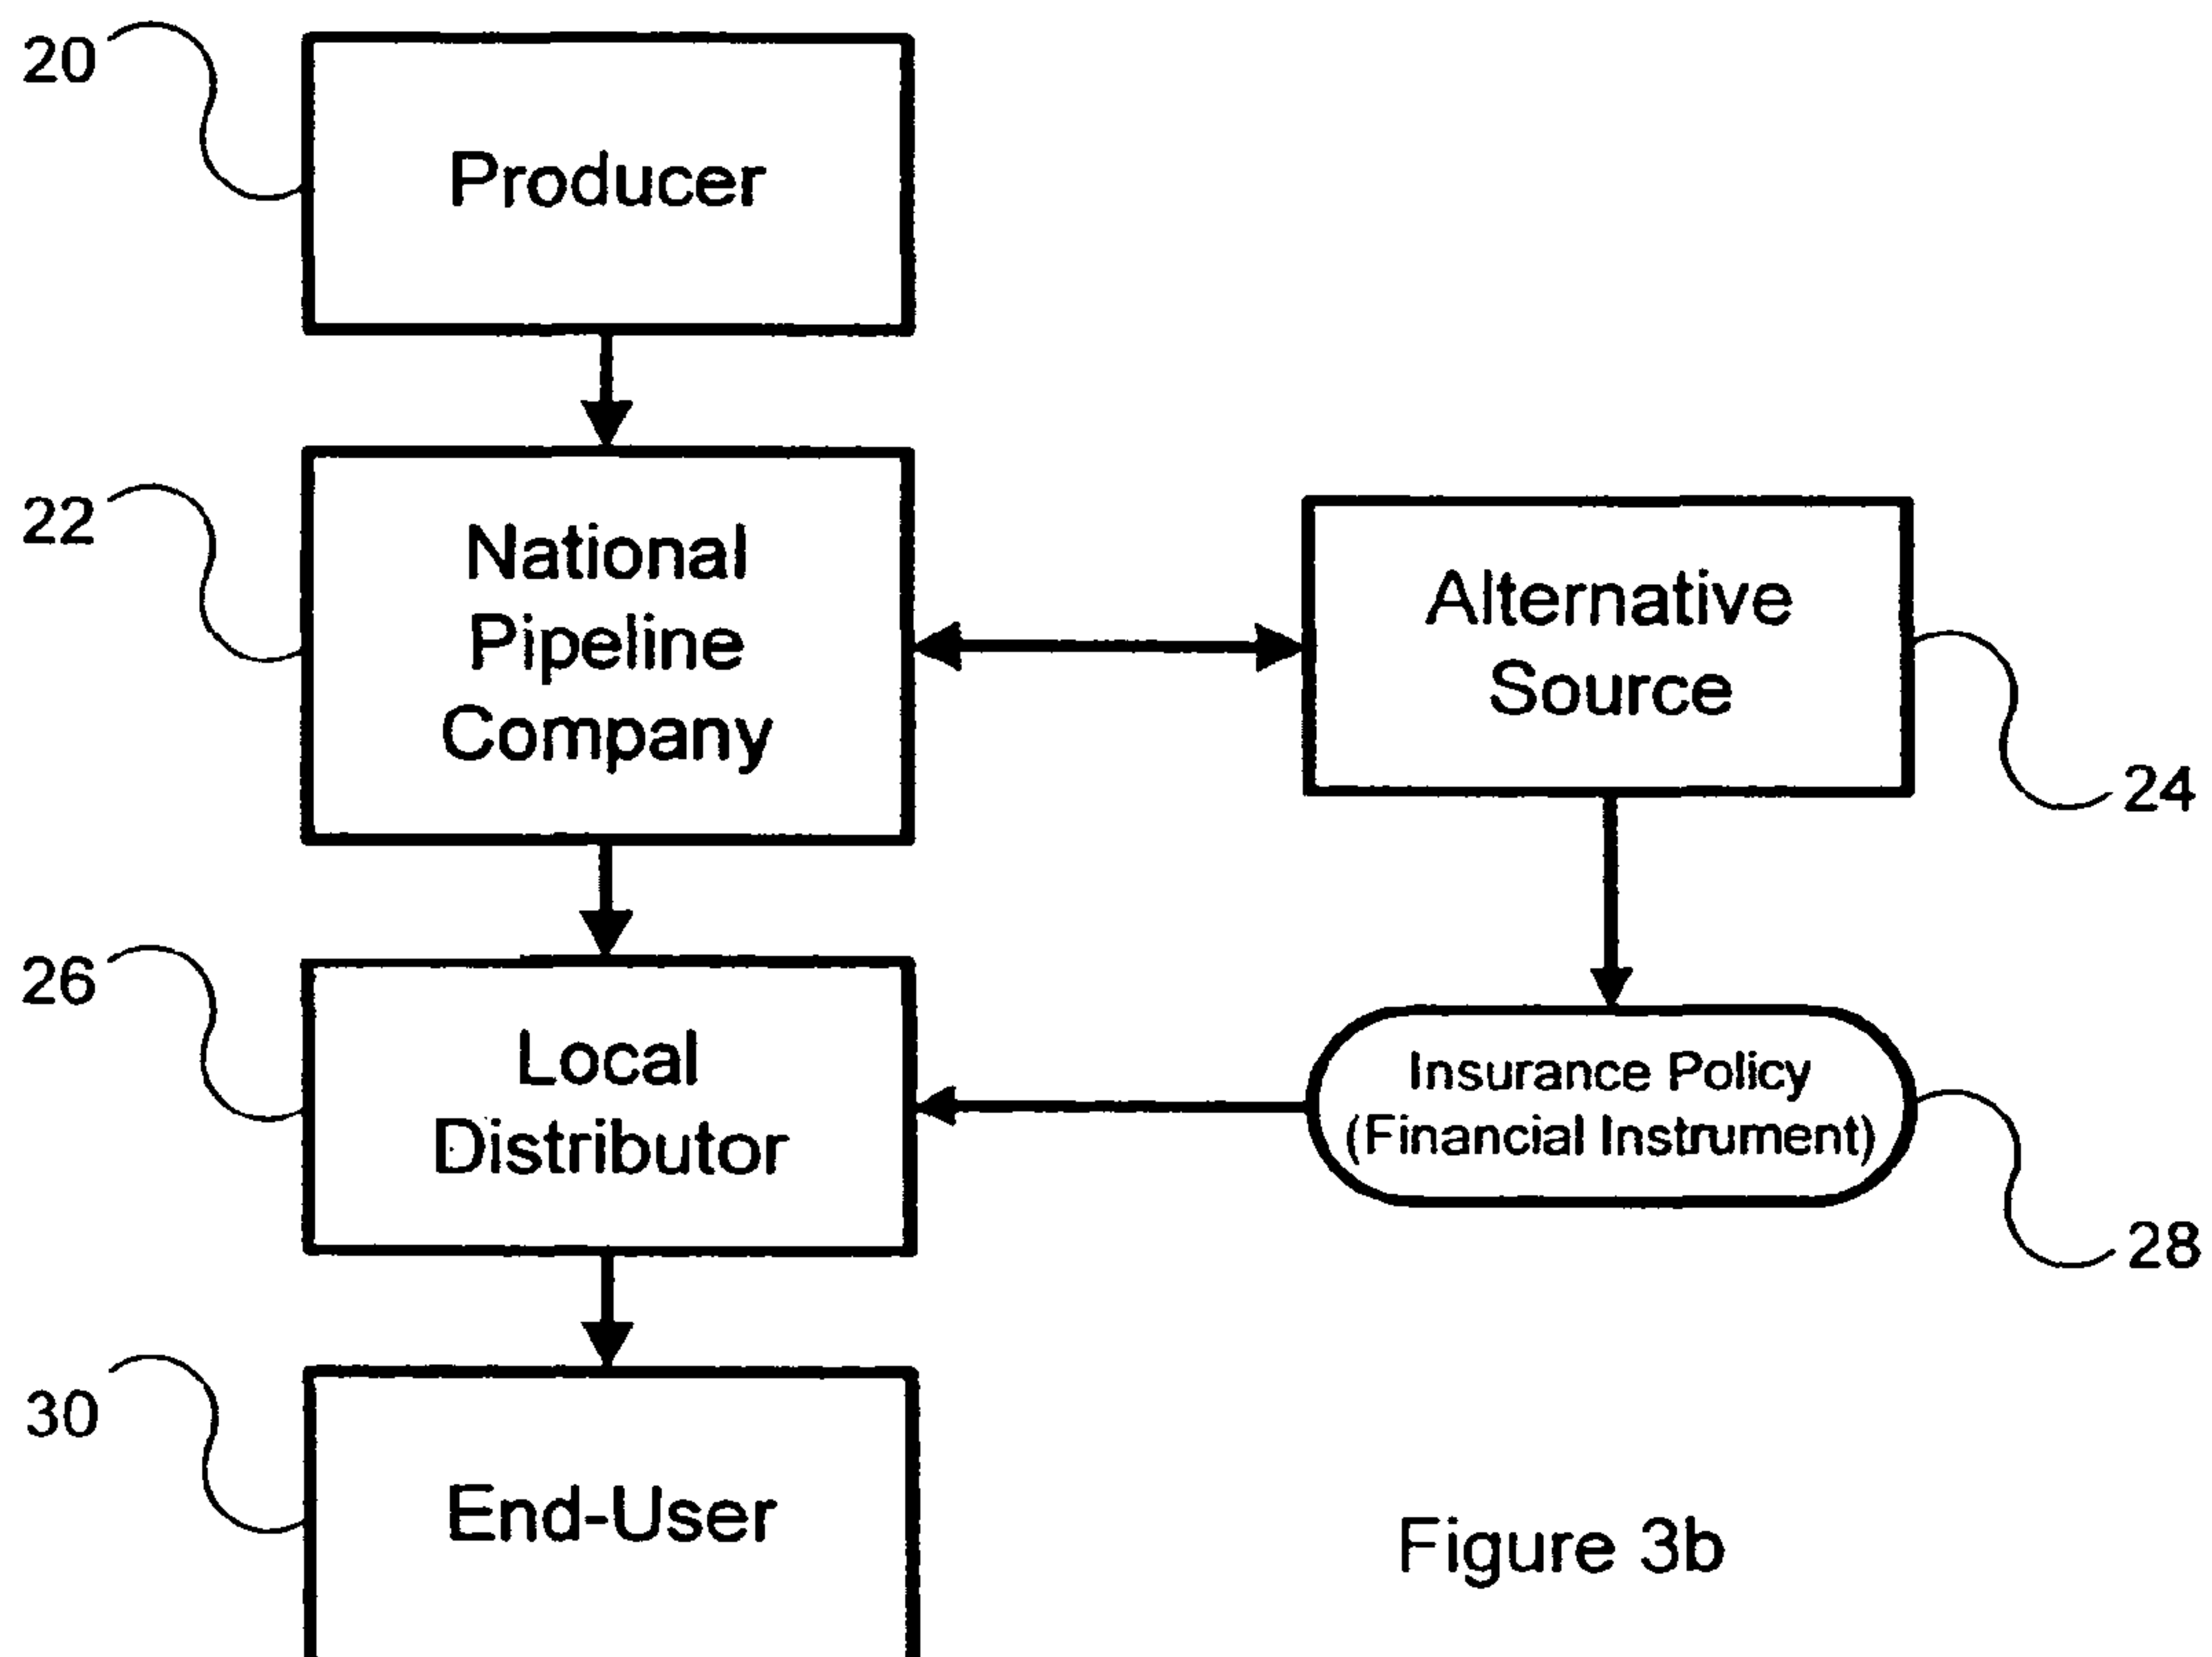 20
Producer
22
National
Pipeline
Company
Alternative
Source
24
26
Local
Distributor
Insurance Policy
(Financial Instrument)
28
30
End-User
Figure 3b